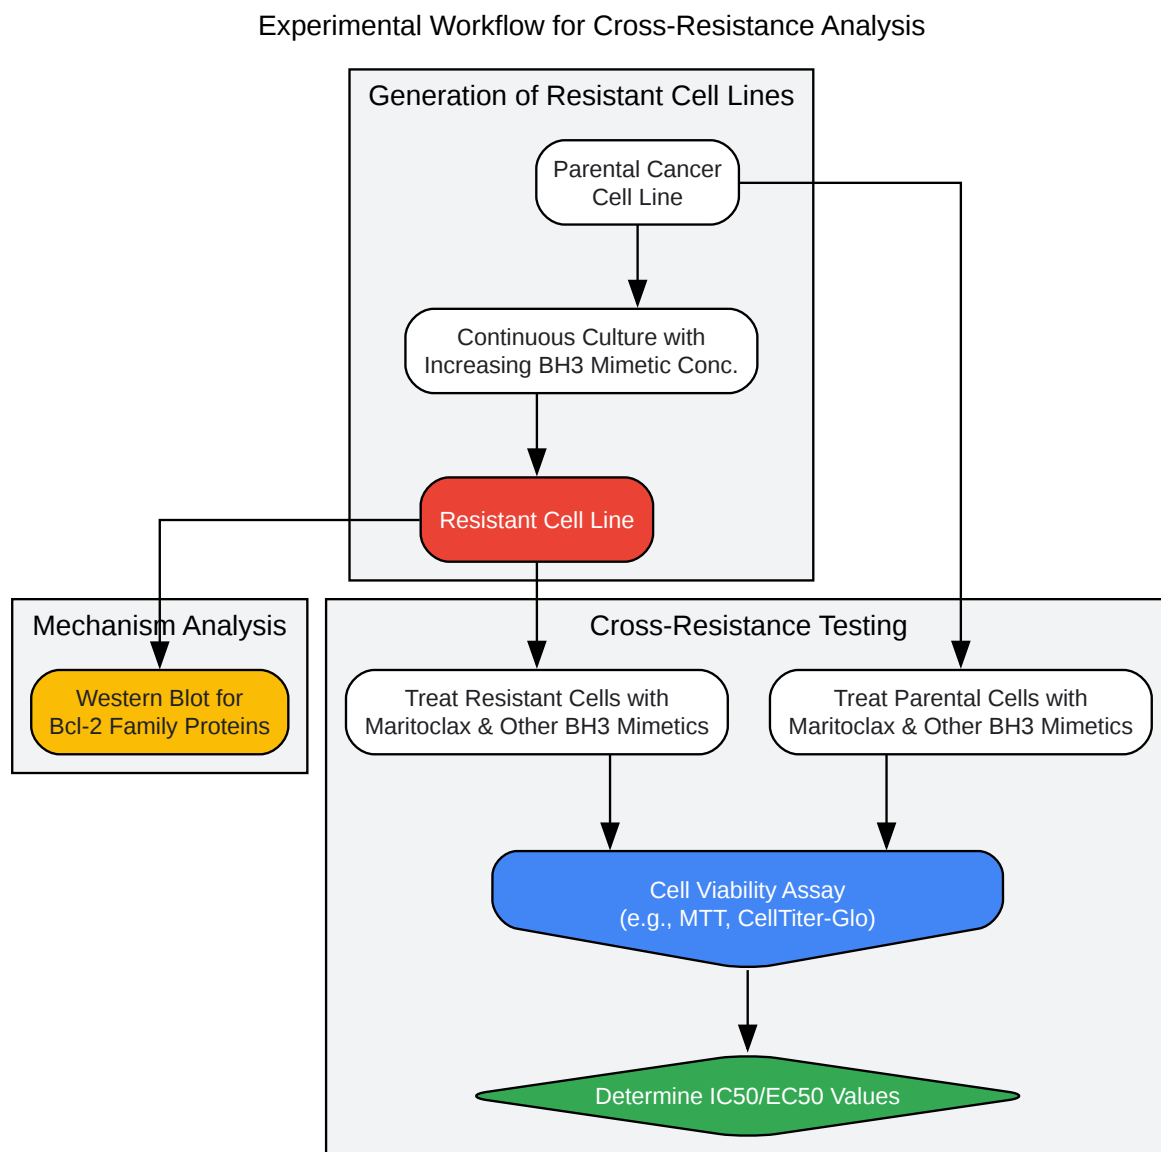 Experimental Workflow for Cross-Resistance Analysis
Generation of Resistant Cell Lines
Parental Cancer
Cell Line
Continuous Culture with
Increasing BH3 Mimetic Conc.
Resistant Cell Line
Mechanism Analysis
Western Blot for
Bcl-2 Family Proteins
Cross-Resistance Testing
Treat Resistant Cells with
Maritoclax & Other BH3 Mimetics
Treat Parental Cells with
Maritoclax & Other BH3 Mimetics
Cell Viability Assay
(e.g., MTT, CellTiter-Glo)
Determine IC50/EC50 Values